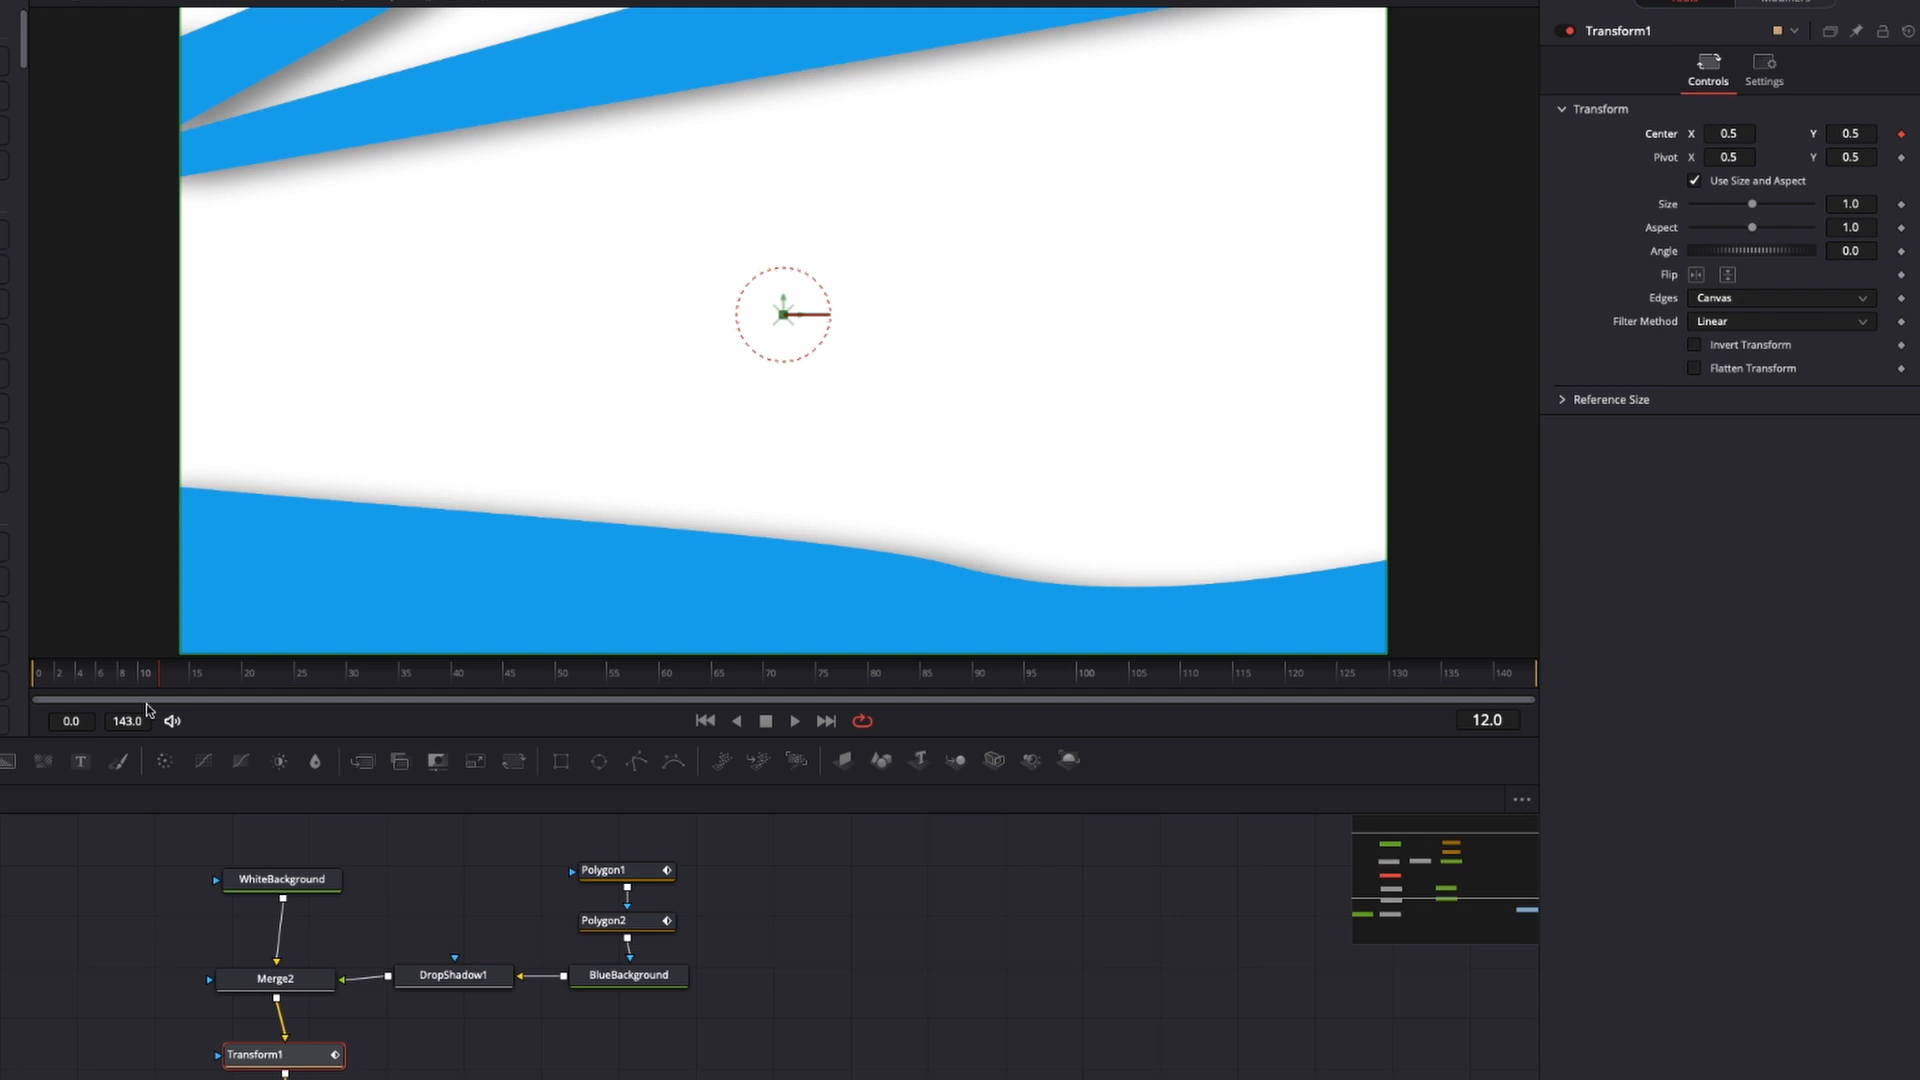 Transform1
Controls Settings
Transform
Center X 0.5 Y 0.5
Pivot X 0.5 Y 0.5
Use Size and Aspect
Size 1.0
Aspect 1.0
Angle 0.0
Flip
Edges Canvas
Filter Method Linear
Invert Transform
Flatten Transform
Reference Size
0 2 4 6 8 10 15 20 25 30 35 40 45 50 55 60 65 70 75 80 85 90 95 100 105 110 115 120 125 130 135 140
0.0 143.0 12.0
T
Polygon1
WhiteBackground
Polygon2
Merge2 DropShadow1 BlueBackground
Transform1